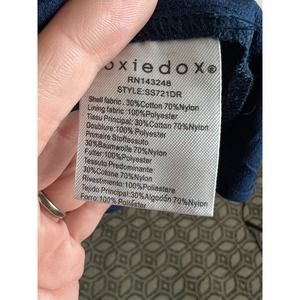 oxiedox®
RN143248
STYLE:SS721DR
Shell fabric: 30%Cotton 70%Nylon
Lining fabric: 100%Polyester
Tissu Principal: 30%Coton 70%Nylon
Doublure:100%Polyester
Primaire Stoffestuto
30%Baumwolle 70%Nylon
Futter: 100%Polyester
Tessuto Predominante:
30%Cotone 70%Nylon
Rivestimento: 100%Poliestare
Tejido Principal:30%Algodón 70%Nylon
Forro: 100% Poliéster